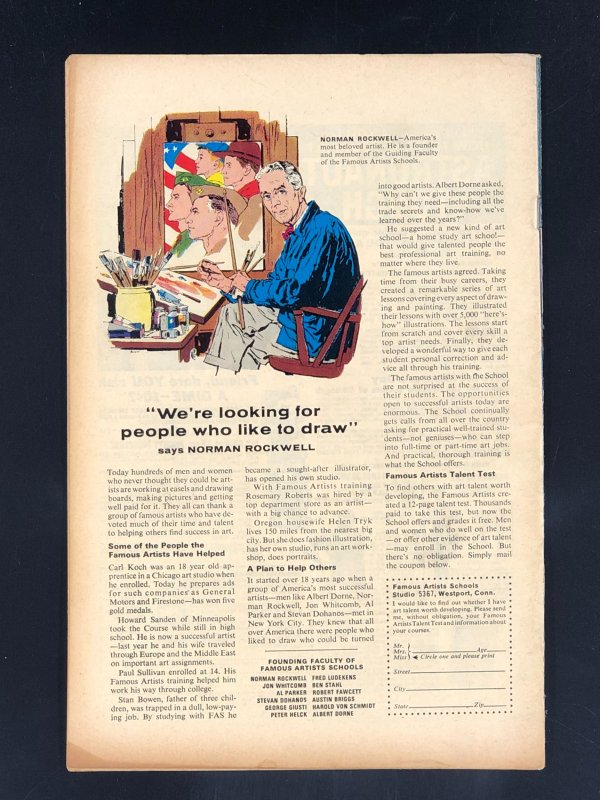 NORMAN ROCKWELL—America's
most beloved artist. He is a founder
and member of the Guiding Faculty
of the Famous Artists Schools.
"We're looking for
people who like to draw"
says NORMAN ROCKWELL
Today hundreds of men and women
who never thought they could be art-
ists are working at easels and drawing
boards, making pictures and getting
well paid for it. They all can thank a
group of famous artists who have de-
voted much of their time and talent
to helping others find success in art.
Some of the People the
Famous Artists Have Helped
Carl Koch was an 18 year old ap-
prentice in a Chicago art studio when
he enrolled. Today he prepares ads
for such companies as General
Motors and Firestone—has won five
gold medals.
Howard Sanden of Minneapolis
took the Course while still in high
school. He is now a successful artist
—last year he and his wife traveled
through Europe and the Middle East
on important art assignments.
Paul Sullivan enrolled at 14. His
Famous Artists training helped him
work his way through college.
Stan Bowen, father of three chil-
dren, was trapped in a dull, low-pay-
ing job. By studying with FAS he
became a sought-after illustrator,
has opened his own studio.
With Famous Artists training
Rosemary Roberts was hired by a
top department store as an artist—
with a big chance to advance.
Oregon housewife Helen Tryk
lives 150 miles from the nearest big
city. But she does fashion illustration,
has her own studio, runs an art work-
shop, does portraits.
A Plan to Help Others
It started over 18 years ago when a
group of America's most successful
artists—men like Albert Dorne, Nor-
man Rockwell, Jon Whitcomb, Al
Parker and Stevan Dohanos—met in
New York City. They knew that all
over America there were people who
liked to draw who could be turned
FOUNDING FACULTY OF
FAMOUS ARTISTS SCHOOLS
NORMAN ROCKWELL FRED LUDEKENS
JON WHITCOMB BEN STAHL
AL PARKER ROBERT FAWCETT
STEVAN DOHANOS AUSTIN BRIGGS
GEORGE GIUSTI HAROLD VON SCHMIDT
PETER HELCK ALBERT DORNE
into good artists. Albert Dorne asked,
"Why can't we give these people the
training they need—including all the
trade secrets and know-how we've
learned over the years?"
He suggested a new kind of art
school—a home study art school—
that would give talented people the
best professional art training, no
matter where they live.
The famous artists agreed. Taking
time from their busy careers, they
created a remarkable series of art
lessons covering every aspect of draw-
ing and painting. They illustrated
their lessons with over 5,000 "here's-
how" illustrations. The lessons start
from scratch and cover every skill a
top artist needs. Finally, they de-
veloped a wonderful way to give each
student personal correction and ad-
vice all through his training.
The famous artists with the School
are not surprised at the success of
their students. The opportunities
open to successful artists today are
enormous. The School continually
gets calls from all over the country
asking for practical well-trained stu-
dents—not geniuses—who can step
into full-time or part-time art jobs.
And practical, thorough training is
what the School offers.
Famous Artists Talent Test
To find others with art talent worth
developing, the Famous Artists cre-
ated a 12-page talent test. Thousands
paid to take this test, but now the
School offers and grades it free. Men
and women who do well on the test
—or offer other evidence of art talent
—may enroll in the School. But
there's no obligation. Simply mail
the coupon below.
Famous Artists Schools
Studio 5367, Westport, Conn.
I would like to find out whether I have
art talent worth developing. Please send
me, without obligation, your Famous
Artists Talent Test and information about
your courses.
Mr.
Mrs. Age
Miss Circle one and please print
Street
City
State Zip